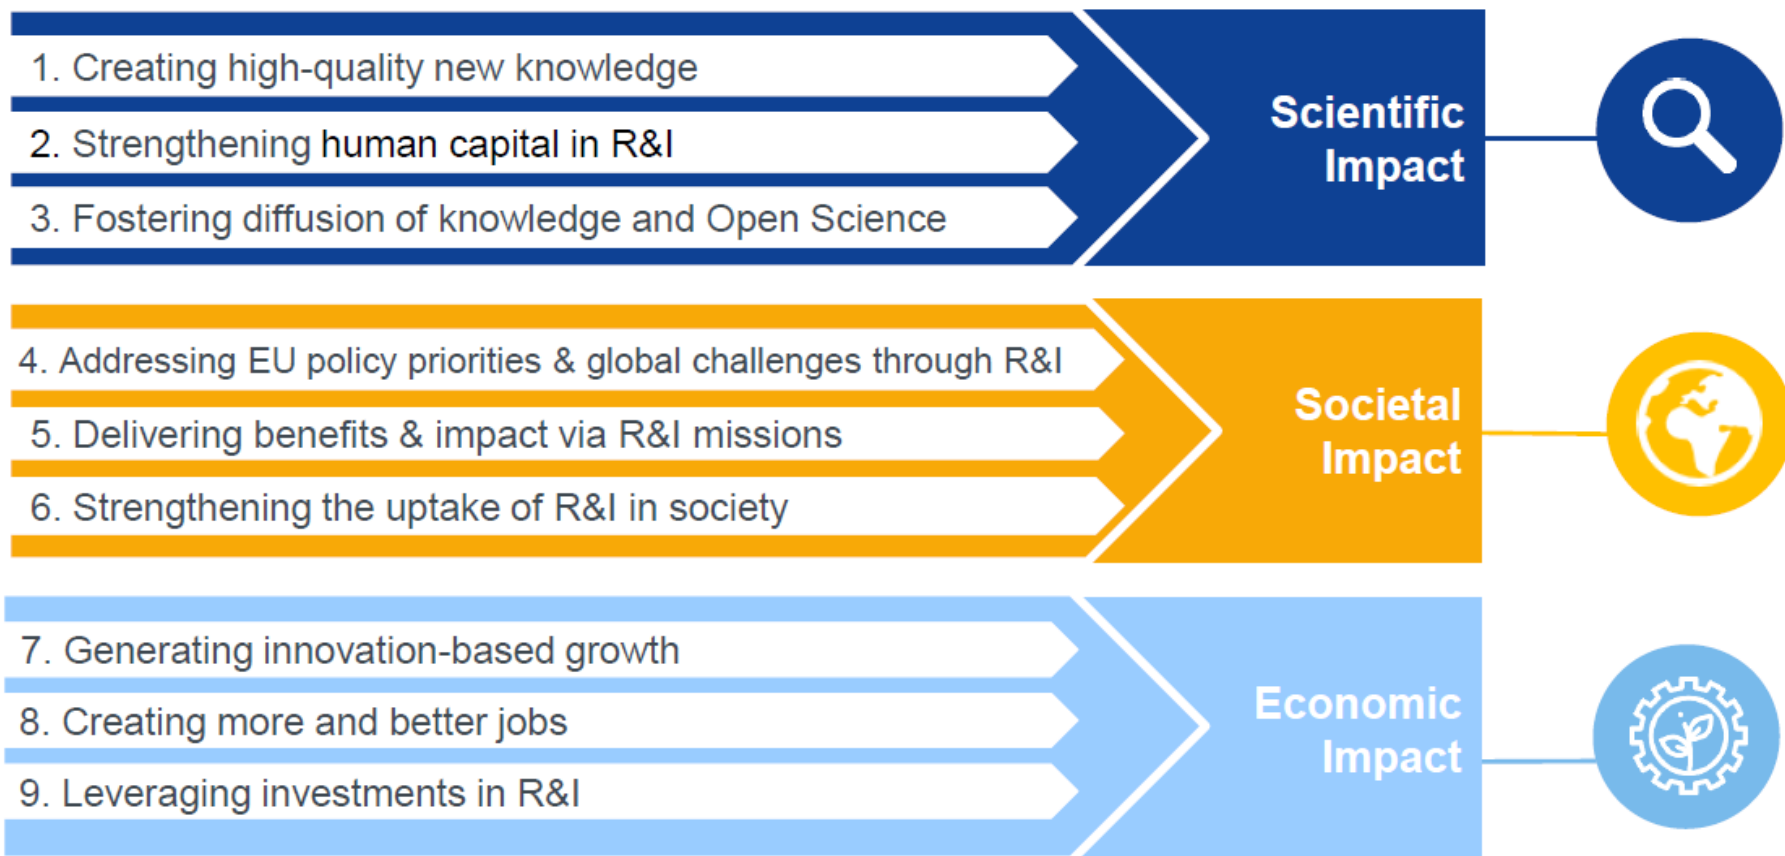 1. Creating high-quality new knowledge
2. Strengthening human capital in R&I
3. Fostering diffusion of knowledge and Open Science
Scientific
Impact
4. Addressing EU policy priorities & global challenges through R&I
5. Delivering benefits & impact via R&I missions
6. Strengthening the uptake of R&I in society
Societal
Impact
7. Generating innovation-based growth
8. Creating more and better jobs
9. Leveraging investments in R&I
Economic
Impact